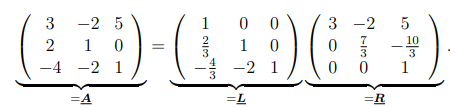 ( 3 −2 5 ; 2 1 0 ; −4 −2 1 ) = ( 1 0 0 ; 2/3 1 0 ; −4/3 −2 1 ) ( 3 −2 5 ; 0 7/3 −10/3 ; 0 0 1 ) .
=A =L =R